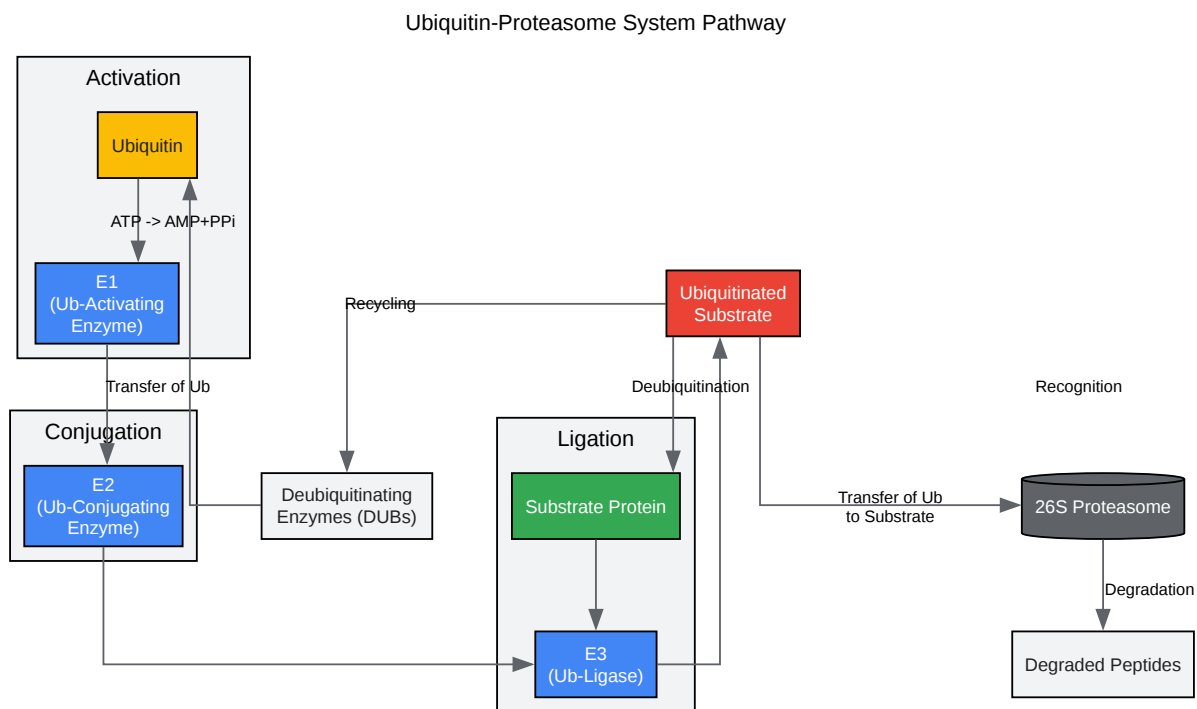 Ubiquitin-Proteasome System Pathway
Activation
Ubiquitin
ATP -> AMP+PPi
E1
(Ub-Activating
Enzyme)
Transfer of Ub
Conjugation
E2
(Ub-Conjugating
Enzyme)
Recycling
Deubiquitinating
Enzymes (DUBs)
Ubiquitinated
Substrate
Deubiquitination
Ligation
Substrate Protein
E3
(Ub-Ligase)
Transfer of Ub
to Substrate
Recognition
26S Proteasome
Degradation
Degraded Peptides